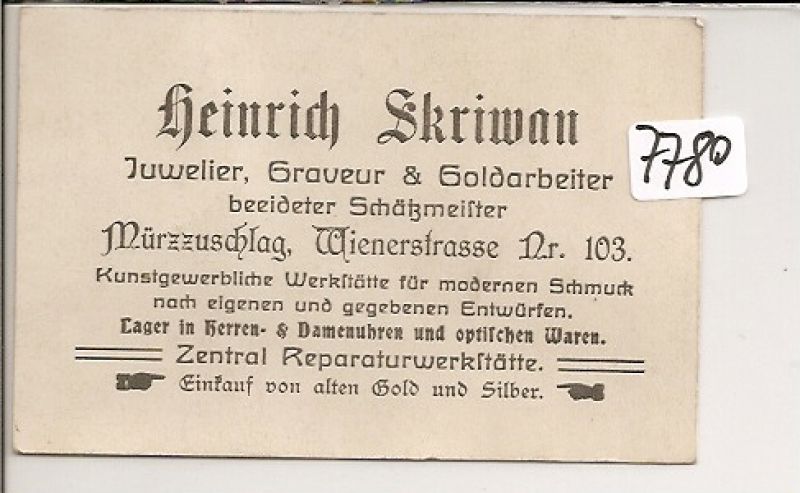 Heinrich Skriwan
Juwelier, Graveur & Goldarbeiter
beeideter Schätzmeiſter
Mürzzuschlag, Wienerstrasse Nr. 103.
Kunstgewerbliche Werkſtätte für modernen Schmuck
nach eigenen und gegebenen Entwürfen.
Lager in Herren- & Damenuhren und optiſchen Waren.
Zentral Reparaturwerkſtätte.
Einkauf von alten Gold und Silber.
7780